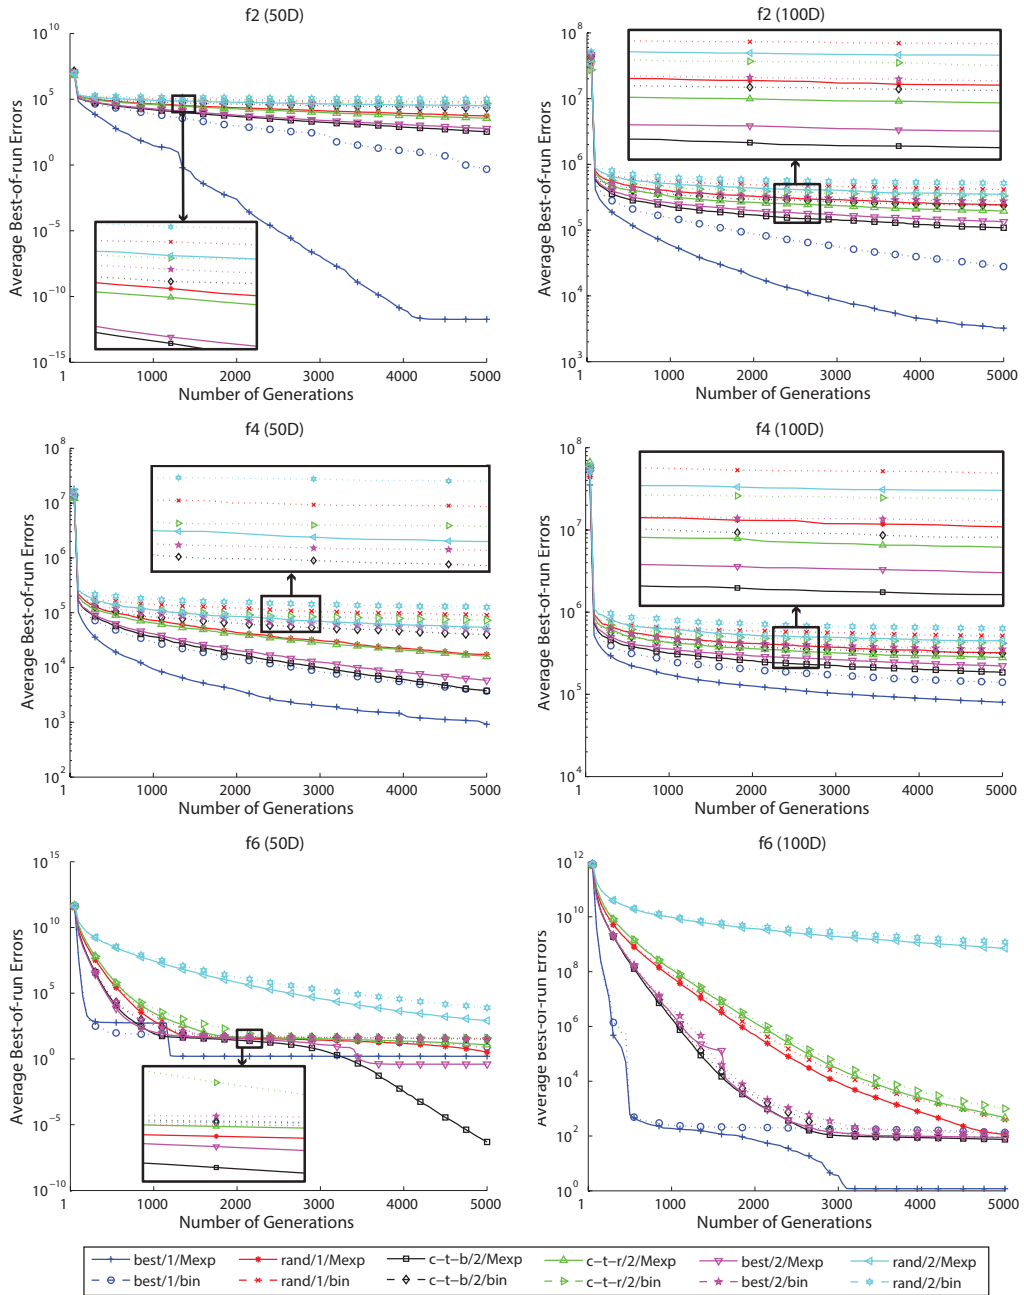 f2 (50D)
Average Best-of-run Errors
10^10
10^5
10^0
10^−5
10^−10
10^−15
1 1000 2000 3000 4000 5000
Number of Generations
f2 (100D)
Average Best-of-run Errors
10^8
10^7
10^6
10^5
10^4
10^3
1 1000 2000 3000 4000 5000
Number of Generations
f4 (50D)
Average Best-of-run Errors
10^8
10^7
10^6
10^5
10^4
10^3
10^2
1 1000 2000 3000 4000 5000
Number of Generations
f4 (100D)
Average Best-of-run Errors
10^8
10^7
10^6
10^5
10^4
1 1000 2000 3000 4000 5000
Number of Generations
f6 (50D)
Average Best-of-run Errors
10^15
10^10
10^5
10^0
10^−5
10^−10
1 1000 2000 3000 4000 5000
Number of Generations
f6 (100D)
Average Best-of-run Errors
10^12
10^10
10^8
10^6
10^4
10^2
10^0
1 1000 2000 3000 4000 5000
Number of Generations
best/1/Mexp rand/1/Mexp c−t−b/2/Mexp c−t−r/2/Mexp best/2/Mexp rand/2/Mexp
best/1/bin rand/1/bin c−t−b/2/bin c−t−r/2/bin best/2/bin rand/2/bin